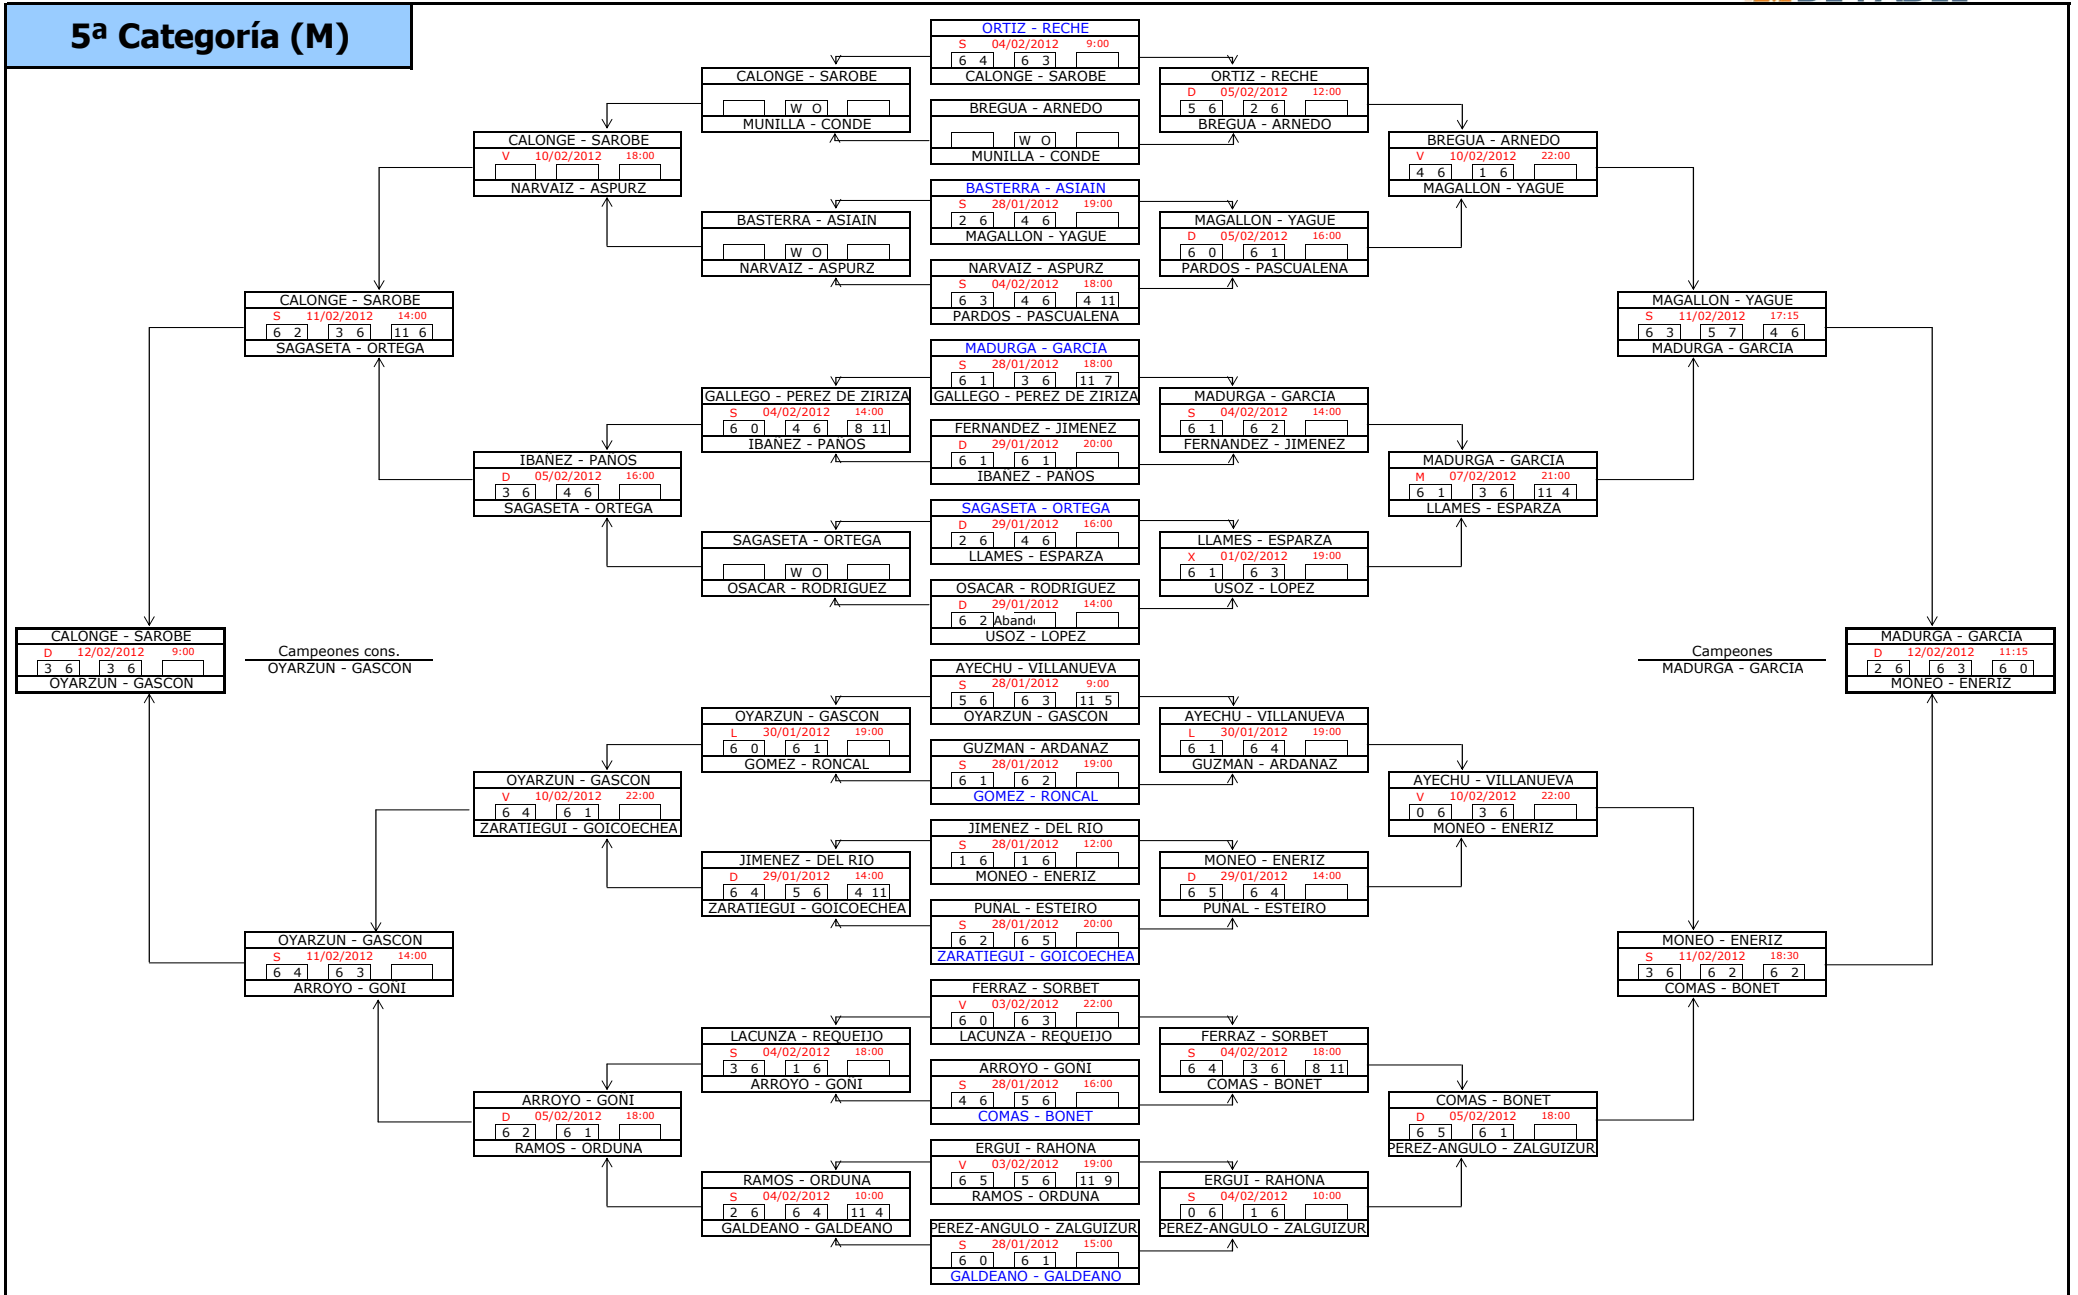 5ª Categoría (M)
CALONGE - SAROBE
D 12/02/2012 9:00
3 6 3 6
OYARZUN - GASCON
Campeones cons.
OYARZUN - GASCON
CALONGE - SAROBE
S 11/02/2012 14:00
6 2 3 6 11 6
SAGASETA - ORTEGA
OYARZUN - GASCON
S 11/02/2012 14:00
6 4 6 3
ARROYO - GOÑI
CALONGE - SAROBE
V 10/02/2012 18:00
NARVAIZ - ASPURZ
IBAÑEZ - PAÑOS
D 05/02/2012 16:00
3 6 4 6
SAGASETA - ORTEGA
OYARZUN - GASCON
V 10/02/2012 22:00
6 4 6 1
ZARATIEGUI - GOICOECHEA
ARROYO - GOÑI
D 05/02/2012 18:00
6 2 6 1
RAMOS - ORDUNA
CALONGE - SAROBE
W O
MUNILLA - CONDE
BASTERRA - ASIAIN
W O
NARVAIZ - ASPURZ
GALLEGO - PEREZ DE ZIRIZA
S 04/02/2012 14:00
6 0 4 6 8 11
IBAÑEZ - PAÑOS
SAGASETA - ORTEGA
W O
OSACAR - RODRIGUEZ
OYARZUN - GASCON
L 30/01/2012 19:00
6 0 6 1
GOMEZ - RONCAL
JIMENEZ - DEL RIO
D 29/01/2012 14:00
6 4 5 6 4 11
ZARATIEGUI - GOICOECHEA
LACUNZA - REQUEIJO
S 04/02/2012 18:00
3 6 1 6
ARROYO - GOÑI
RAMOS - ORDUNA
S 04/02/2012 10:00
2 6 6 4 11 4
GALDEANO - GALDEANO
ORTIZ - RECHE
S 04/02/2012 9:00
6 4 6 3
CALONGE - SAROBE
BREGUA - ARNEDO
W O
MUNILLA - CONDE
BASTERRA - ASIAIN
S 28/01/2012 19:00
2 6 4 6
MAGALLON - YAGUE
NARVAIZ - ASPURZ
S 04/02/2012 18:00
6 3 4 6 4 11
PARDOS - PASCUALENA
MADURGA - GARCIA
S 28/01/2012 18:00
6 1 3 6 11 7
GALLEGO - PEREZ DE ZIRIZA
FERNANDEZ - JIMENEZ
D 29/01/2012 20:00
6 1 6 1
IBAÑEZ - PAÑOS
SAGASETA - ORTEGA
D 29/01/2012 16:00
2 6 4 6
LLAMES - ESPARZA
OSACAR - RODRIGUEZ
D 29/01/2012 14:00
6 2 Aband
USOZ - LOPEZ
AYECHU - VILLANUEVA
S 28/01/2012 9:00
5 6 6 3 11 5
OYARZUN - GASCON
GUZMAN - ARDANAZ
S 28/01/2012 19:00
6 1 6 2
GOMEZ - RONCAL
JIMENEZ - DEL RIO
S 28/01/2012 12:00
1 6 1 6
MONEO - ENERIZ
PUÑAL - ESTEIRO
S 28/01/2012 20:00
6 2 6 5
ZARATIEGUI - GOICOECHEA
FERRAZ - SORBET
V 03/02/2012 22:00
6 0 6 3
LACUNZA - REQUEIJO
ARROYO - GOÑI
S 28/01/2012 16:00
4 6 5 6
COMAS - BONET
ERGUI - RAHONA
V 03/02/2012 19:00
6 5 5 6 11 9
RAMOS - ORDUNA
PEREZ-ANGULO - ZALGUIZUR
S 28/01/2012 15:00
6 0 6 1
GALDEANO - GALDEANO
ORTIZ - RECHE
D 05/02/2012 12:00
5 6 2 6
BREGUA - ARNEDO
MAGALLON - YAGUE
D 05/02/2012 16:00
6 0 6 1
PARDOS - PASCUALENA
MADURGA - GARCIA
S 04/02/2012 14:00
6 1 6 2
FERNANDEZ - JIMENEZ
LLAMES - ESPARZA
X 01/02/2012 19:00
6 1 6 3
USOZ - LOPEZ
AYECHU - VILLANUEVA
L 30/01/2012 19:00
6 1 6 4
GUZMAN - ARDANAZ
MONEO - ENERIZ
D 29/01/2012 14:00
6 5 6 4
PUÑAL - ESTEIRO
FERRAZ - SORBET
S 04/02/2012 18:00
6 4 3 6 8 11
COMAS - BONET
ERGUI - RAHONA
S 04/02/2012 10:00
0 6 1 6
PEREZ-ANGULO - ZALGUIZUR
BREGUA - ARNEDO
V 10/02/2012 22:00
4 6 1 6
MAGALLON - YAGUE
MADURGA - GARCIA
M 07/02/2012 21:00
6 1 3 6 11 4
LLAMES - ESPARZA
AYECHU - VILLANUEVA
V 10/02/2012 22:00
0 6 3 6
MONEO - ENERIZ
COMAS - BONET
D 05/02/2012 18:00
6 5 6 1
PEREZ-ANGULO - ZALGUIZUR
MAGALLON - YAGUE
S 11/02/2012 17:15
6 3 5 7 4 6
MADURGA - GARCIA
MONEO - ENERIZ
S 11/02/2012 18:30
3 6 6 2 6 2
COMAS - BONET
Campeones
MADURGA - GARCIA
MADURGA - GARCIA
D 12/02/2012 11:15
2 6 6 3 6 0
MONEO - ENERIZ